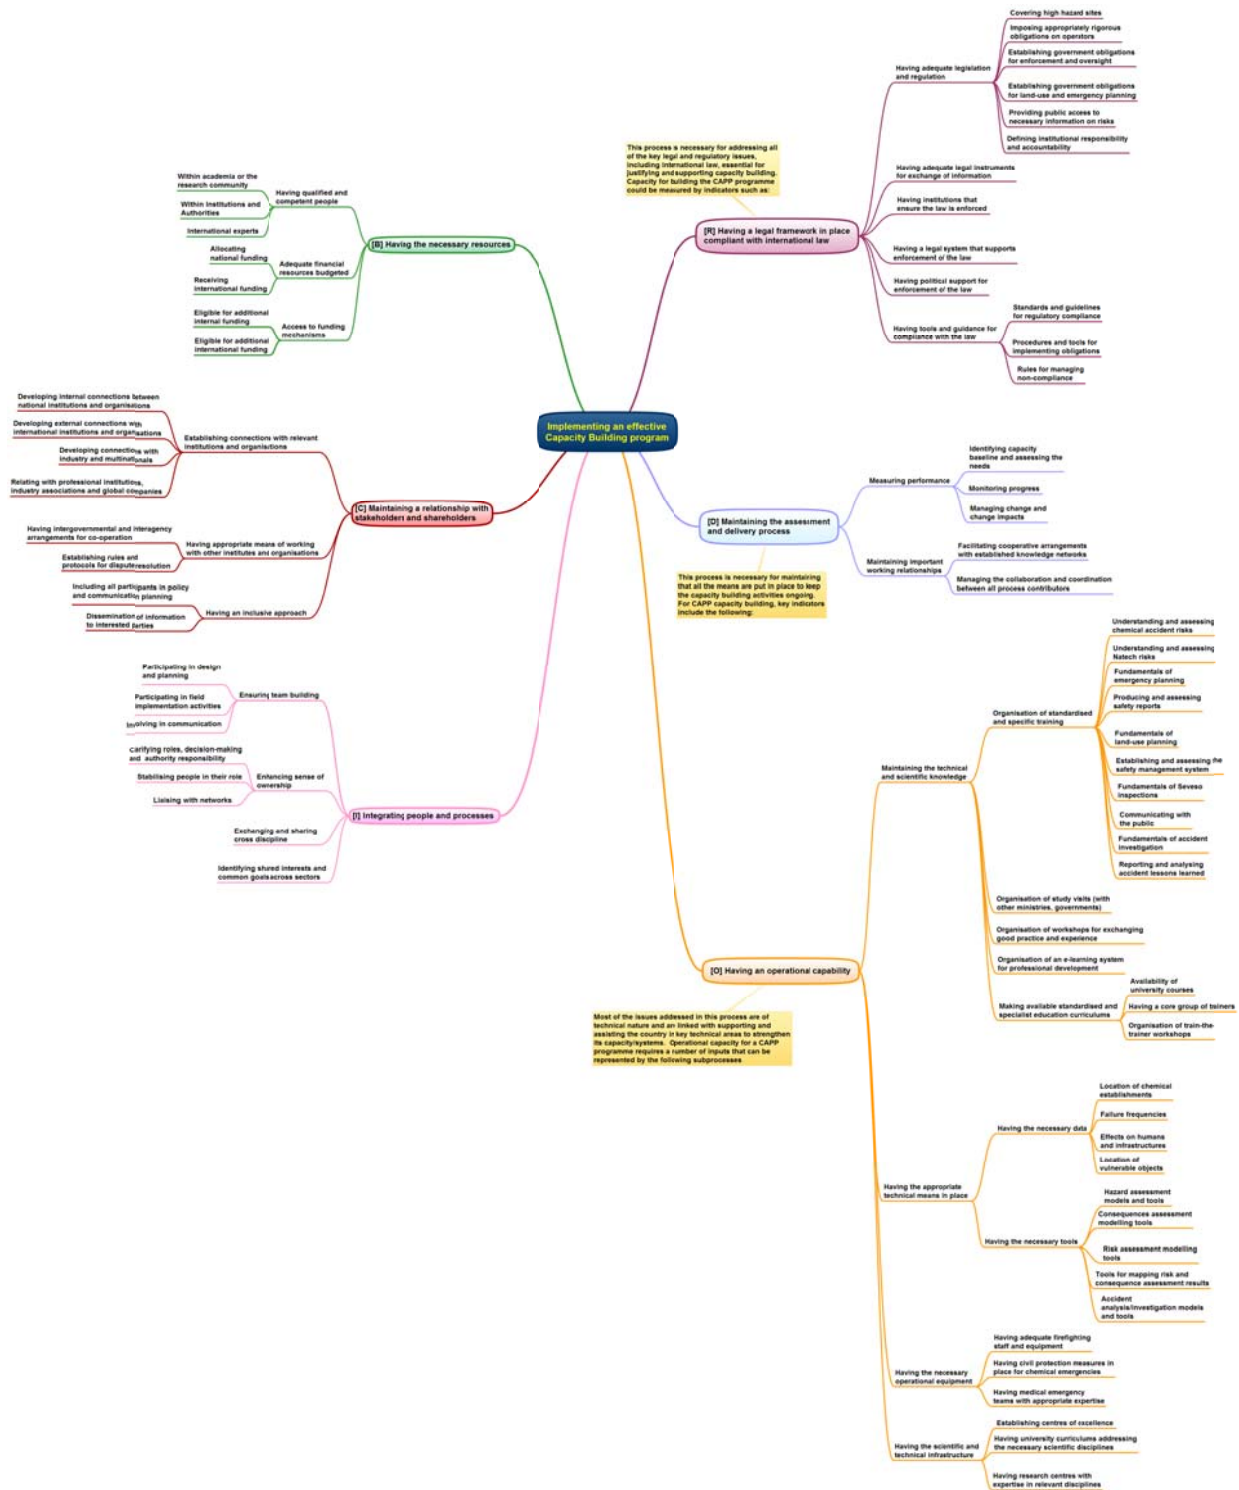 Implementing an effective
Capacity Building program
[R] Having a legal framework in place
compliant with international law
This process is necessary for addressing all
of the key legal and regulatory issues,
including international law, essential for
justifying and supporting capacity building.
Capacity for building the CAPP programme
could be measured by indicators such as:
Having adequate legislation
and regulation
Covering high hazard sites
Imposing appropriately rigorous
obligations on operators
Establishing government obligations
for enforcement and oversight
Establishing government obligations
for land-use and emergency planning
Providing public access to
necessary information on risks
Defining institutional responsibility
and accountability
Having adequate legal instruments
for exchange of information
Having institutions that
ensure the law is enforced
Having a legal system that supports
enforcement of the law
Having political support for
enforcement of the law
Having tools and guidance for
compliance with the law
Standards and guidelines
for regulatory compliance
Procedures and tools for
implementing obligations
Rules for managing
non-compliance
[D] Maintaining the assessment
and delivery process
This process is necessary for maintaining
that all the means are put in place to keep
the capacity building activities ongoing.
For CAPP capacity building, key indicators
include the following:
Measuring performance
Identifying capacity
baseline and assessing the
needs
Monitoring progress
Managing change and
change impacts
Maintaining important
working relationships
Facilitating cooperative arrangements
with established knowledge networks
Managing the collaboration and coordination
between all process contributors
[O] Having an operational capability
Most of the issues addressed in this process are of
technical nature and an linked with supporting and
assisting the country in key technical areas to strengthen
its capacity/systems. Operational capacity for a CAPP
programme requires a number of inputs that can be
represented by the following subprocesses
Maintaining the technical
and scientific knowledge
Organisation of standardised
and specific training
Understanding and assessing
chemical accident risks
Understanding and assessing
Natech risks
Fundamentals of
emergency planning
Producing and assessing
safety reports
Fundamentals of
land-use planning
Establishing and assessing the
safety management system
Fundamentals of Seveso
inspections
Communicating with
the public
Fundamentals of accident
investigation
Reporting and analysing
accident lessons learned
Organisation of study visits (with
other ministries, governments)
Organisation of workshops for exchanging
good practice and experience
Organisation of an e-learning system
for professional development
Making available standardised and
specialist education curriculums
Availability of
university courses
Having a core group of trainers
Organisation of train-the-
trainer workshops
Having the appropriate
technical means in place
Having the necessary data
Location of chemical
establishments
Failure frequencies
Effects on humans
and infrastructures
Location of
vulnerable objects
Having the necessary tools
Hazard assessment
models and tools
Consequences assessment
modelling tools
Risk assessment modelling
tools
Tools for mapping risk and
consequence assessment results
Accident
analysis/investigation models
and tools
Having the necessary
operational equipment
Having adequate firefighting
staff and equipment
Having civil protection measures in
place for chemical emergencies
Having medical emergency
teams with appropriate expertise
Having the scientific and
technical infrastructure
Establishing centres of excellence
Having university curriculums addressing
the necessary scientific disciplines
Having research centres with
expertise in relevant disciplines
[B] Having the necessary resources
Having qualified and
competent people
Within academia or the
research community
Within Institutions and
Authorities
International experts
Adequate financial
resources budgeted
Allocating
national funding
Receiving
international funding
Access to funding
mechanisms
Eligible for additional
internal funding
Eligible for additional
international funding
[C] Maintaining a relationship with
stakeholders and shareholders
Establishing connections with relevant
institutions and organisations
Developing internal connections between
national institutions and organisations
Developing external connections with
international institutions and organisations
Developing connections with
industry and multinationals
Relating with professional institutions,
industry associations and global companies
Having appropriate means of working
with other institutes and organisations
Having intergovernmental and interagency
arrangements for co-operation
Establishing rules and
protocols for dispute resolution
Having an inclusive approach
Including all participants in policy
and communication planning
Dissemination of information
to interested parties
[I] Integrating people and processes
Ensuring team building
Participating in design
and planning
Participating in field
implementation activities
Involving in communication
Enhancing sense of
ownership
Clarifying roles, decision-making
and authority responsibility
Stabilising people in their role
Liaising with networks
Exchanging and sharing
cross discipline
Identifying shared interests and
common goals across sectors